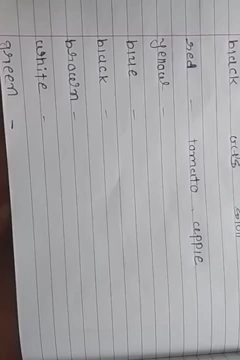 black
red - tomato - apple
yellow
blue -
black -
brown -
white -
green -